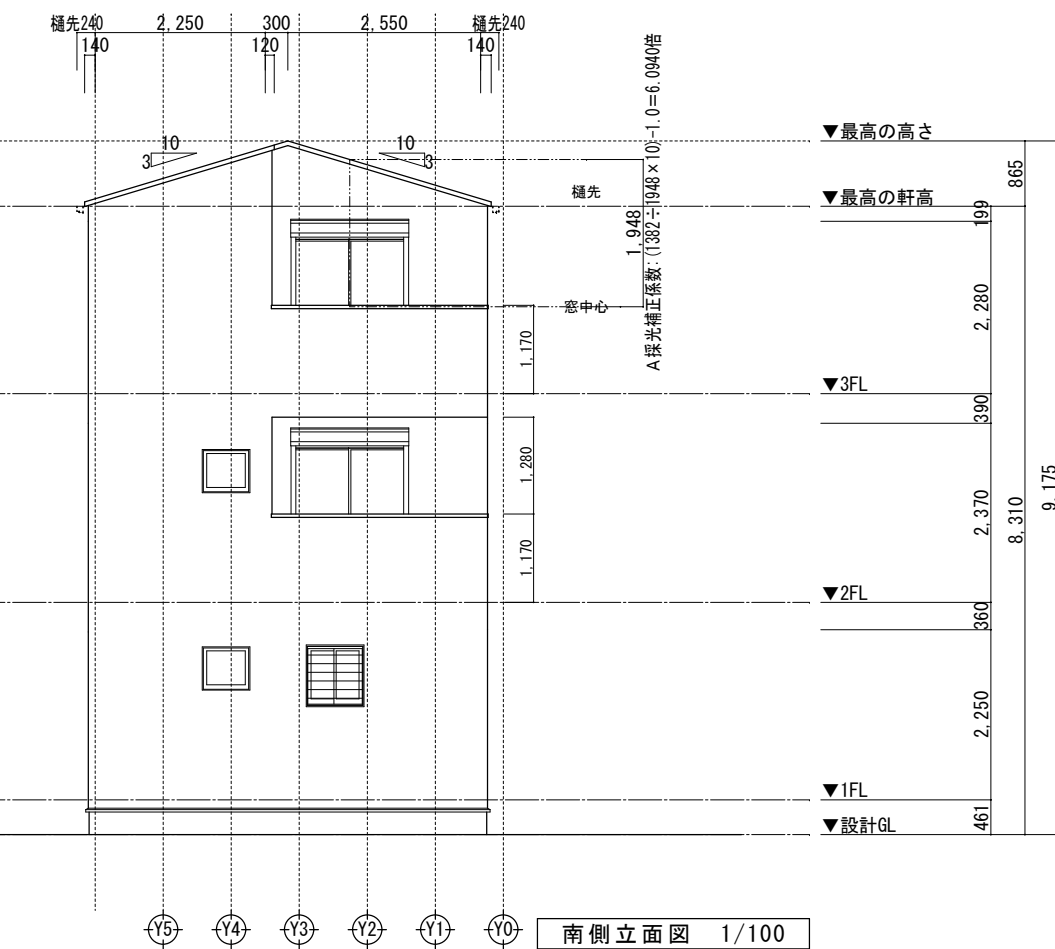 樋先240 2,250 300 2,550 樋先240
140 120 140
10 10
3 3
樋先
窓中心
1,948
A採光補正係数:(1382÷1948×10)-1.0=6.0940倍
▼最高の高さ
▼最高の軒高
▼3FL
▼2FL
▼1FL
▼設計GL
1,170
1,280
1,170
865
199
2,280
390
2,370
360
2,250
461
8,310
9,175
Y5 Y4 Y3 Y2 Y1 Y0
南側立面図 1/100